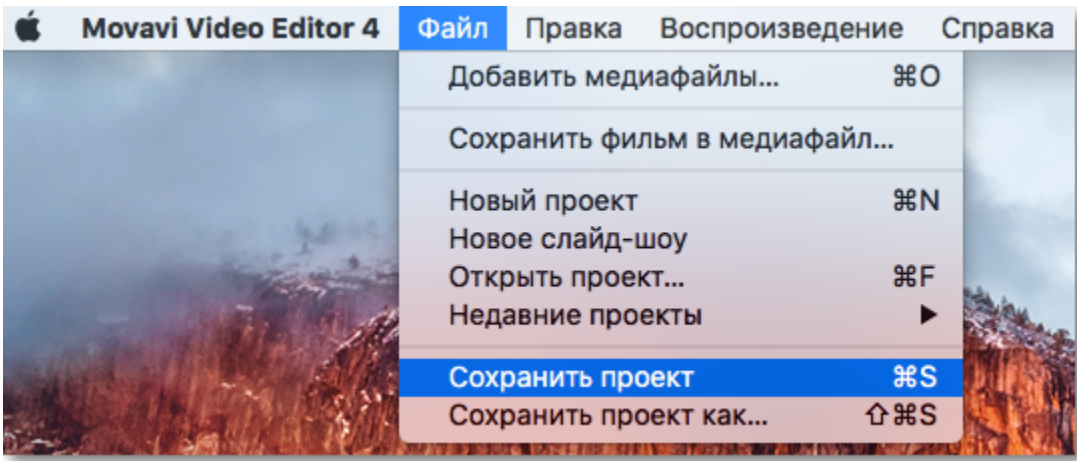 Movavi Video Editor 4 Файл Правка Воспроизведение Справка
Добавить медиафайлы... ⌘O
Сохранить фильм в медиафайл...
Новый проект ⌘N
Новое слайд-шоу
Открыть проект... ⌘F
Недавние проекты ▶
Сохранить проект ⌘S
Сохранить проект как... ⇧⌘S